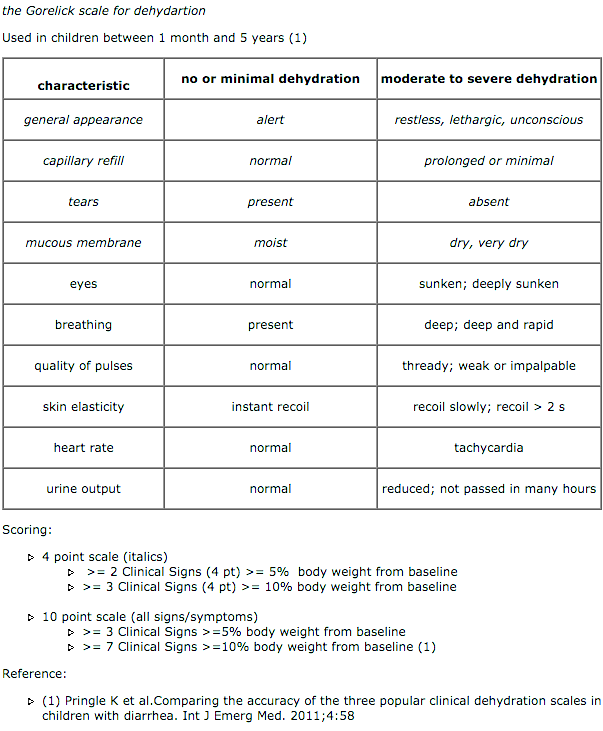 the Gorelick scale for dehydartion
Used in children between 1 month and 5 years (1)
characteristic no or minimal dehydration moderate to severe dehydration
general appearance alert restless, lethargic, unconscious
capillary refill normal prolonged or minimal
tears present absent
mucous membrane moist dry, very dry
eyes normal sunken; deeply sunken
breathing present deep; deep and rapid
quality of pulses normal thready; weak or impalpable
skin elasticity instant recoil recoil slowly; recoil > 2 s
heart rate normal tachycardia
urine output normal reduced; not passed in many hours
Scoring:
4 point scale (italics)
>= 2 Clinical Signs (4 pt) >= 5% body weight from baseline
>= 3 Clinical Signs (4 pt) >= 10% body weight from baseline
10 point scale (all signs/symptoms)
>= 3 Clinical Signs >=5% body weight from baseline
>= 7 Clinical Signs >=10% body weight from baseline (1)
Reference:
(1) Pringle K et al.Comparing the accuracy of the three popular clinical dehydration scales in
children with diarrhea. Int J Emerg Med. 2011;4:58